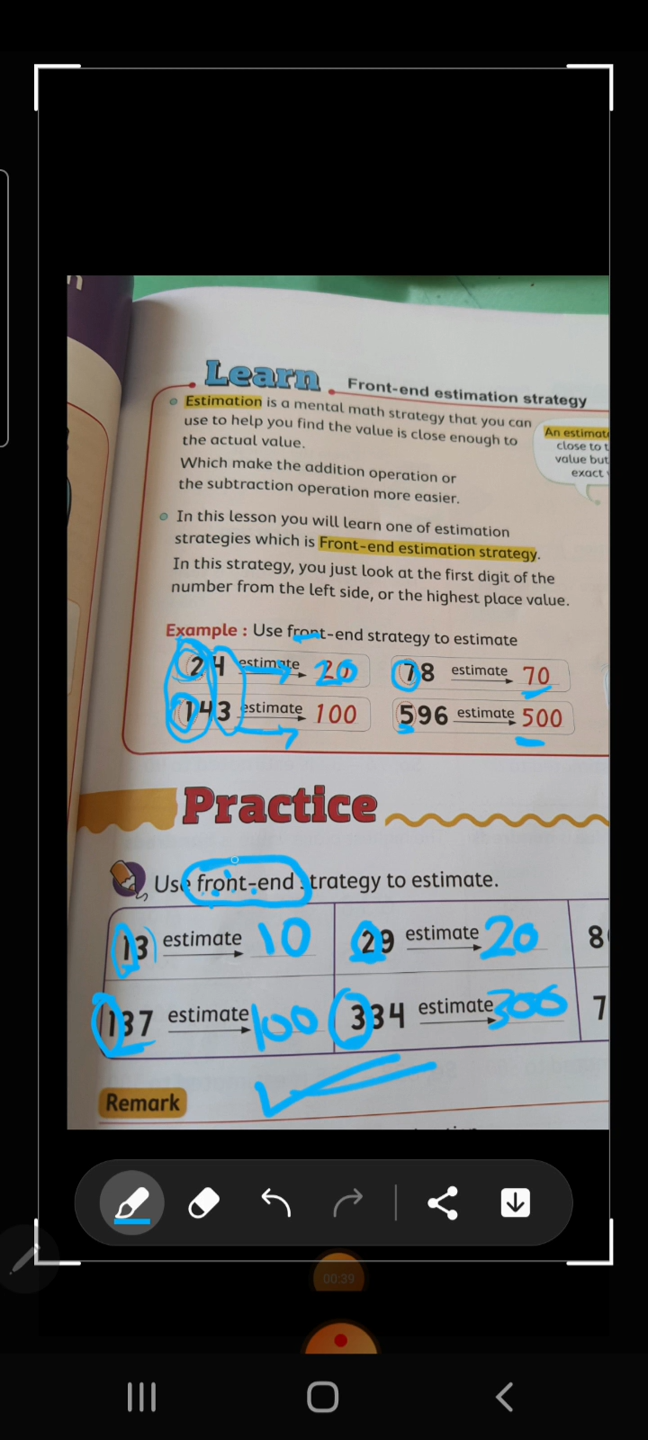 Learn
Front-end estimation strategy
Estimation is a mental math strategy that you can
use to help you find the value is close enough to
the actual value.
Which make the addition operation or
the subtraction operation more easier.
An estimat
close to t
value but
exact
In this lesson you will learn one of estimation
strategies which is Front-end estimation strategy.
In this strategy, you just look at the first digit of the
number from the left side, or the highest place value.
Example : Use front-end strategy to estimate
24 estimate 20 78 estimate 70
143 estimate 100 596 estimate 500
Practice
Use front-end strategy to estimate.
13 estimate 10 29 estimate 20 8
137 estimate 100 334 estimate 300 7
Remark
00:39